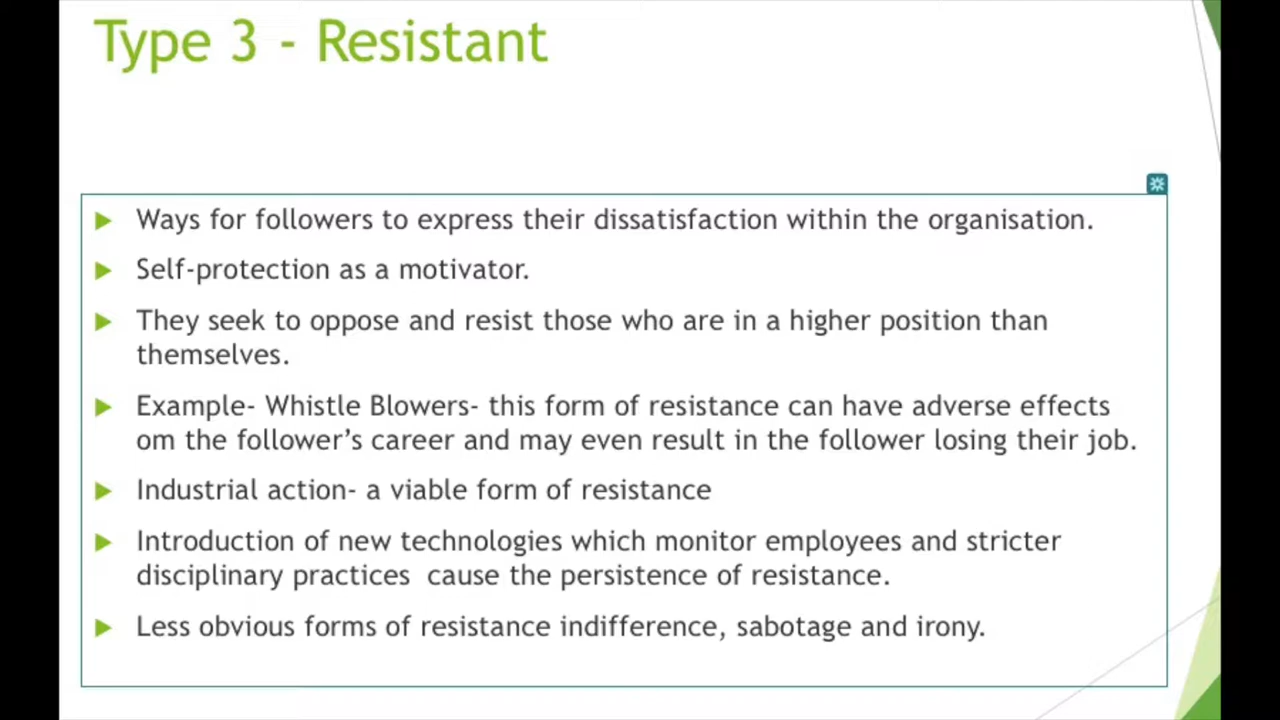 Type 3 - Resistant
Ways for followers to express their dissatisfaction within the organisation.
Self-protection as a motivator.
They seek to oppose and resist those who are in a higher position than
themselves.
Example- Whistle Blowers- this form of resistance can have adverse effects
om the follower’s career and may even result in the follower losing their job.
Industrial action- a viable form of resistance
Introduction of new technologies which monitor employees and stricter
disciplinary practices  cause the persistence of resistance.
Less obvious forms of resistance indifference, sabotage and irony.